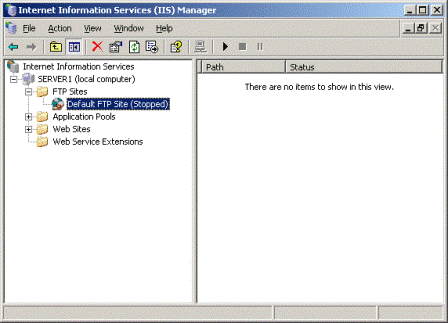 Internet Information Services (IIS) Manager
File Action View Window Help
Internet Information Services
SERVER1 (local computer)
FTP Sites
Default FTP Site (Stopped)
Application Pools
Web Sites
Web Service Extensions
Path Status
There are no items to show in this view.